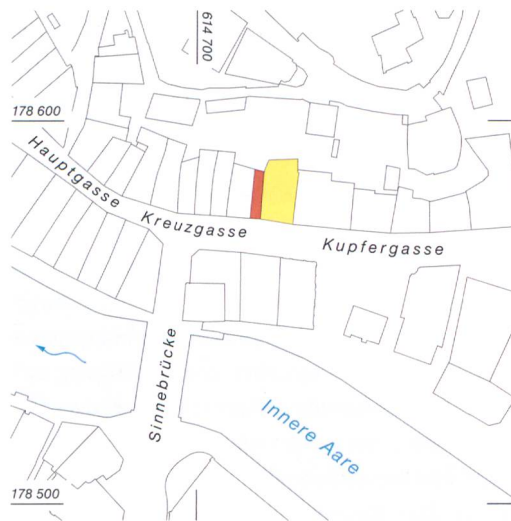 614 700
178 600
Hauptgasse
Kreuzgasse
Kupfergasse
Sinnebrücke
Innere Aare
178 500